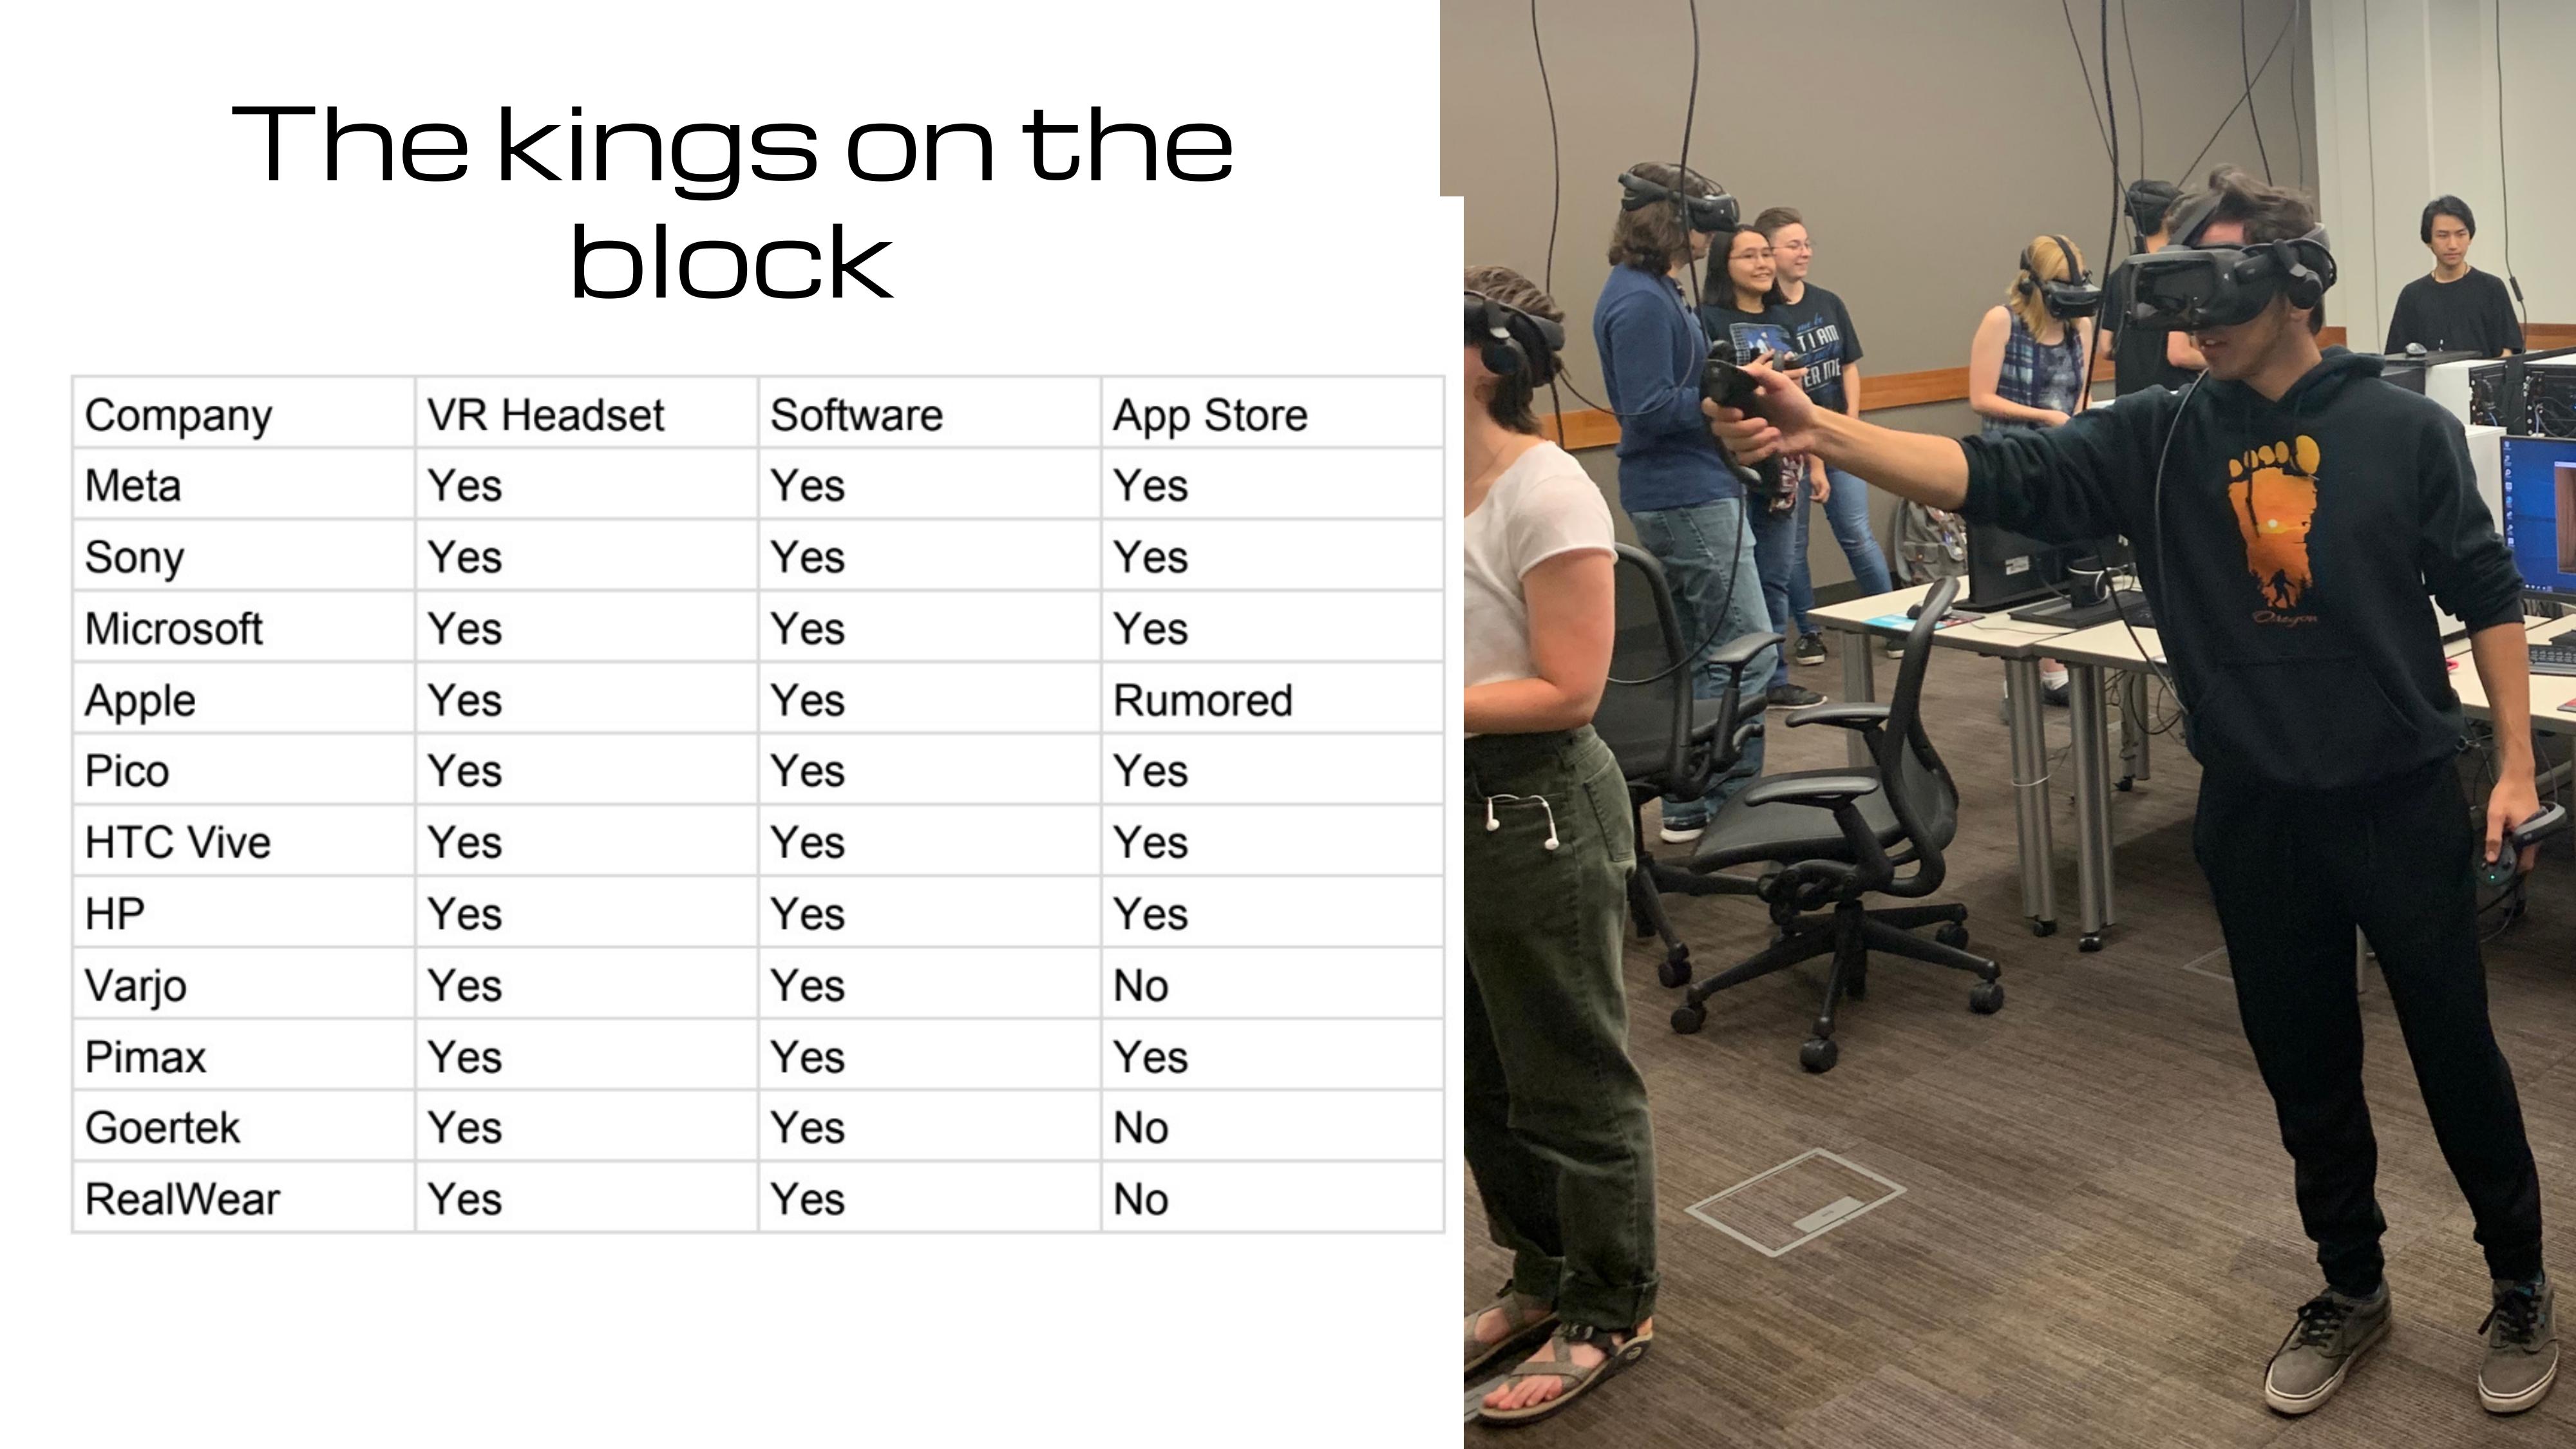 The kings on the
block
Company VR Headset Software App Store
Meta Yes Yes Yes
Sony Yes Yes Yes
Microsoft Yes Yes Yes
Apple Yes Yes Rumored
Pico Yes Yes Yes
HTC Vive Yes Yes Yes
HP Yes Yes Yes
Varjo Yes Yes No
Pimax Yes Yes Yes
Goertek Yes Yes No
RealWear Yes Yes No
T I AM
ER ME
Oregon